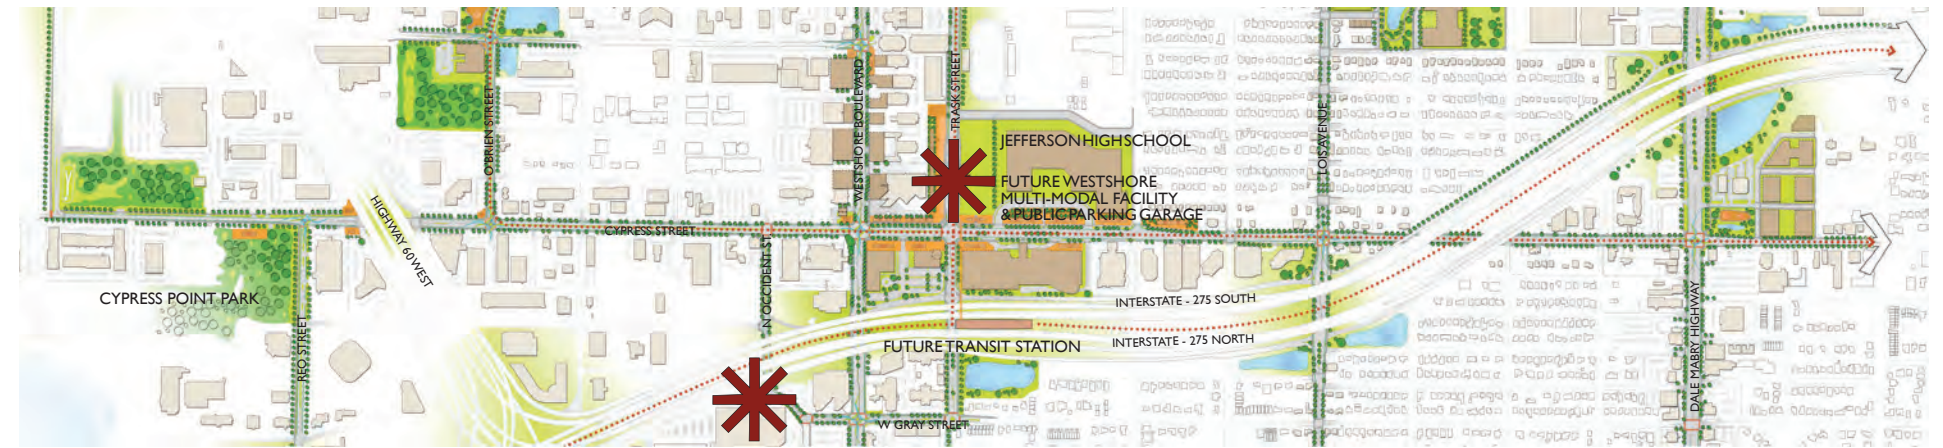 WESTSHORE BOULEVARD
TRASK STREET
O'BRIEN STREET
LOIS AVENUE
JEFFERSON HIGH SCHOOL
FUTURE WESTSHORE
MULTI-MODAL FACILITY
& PUBLIC PARKING GARAGE
HIGHWAY 60 WEST
CYPRESS STREET
N OCCIDENT ST
CYPRESS POINT PARK
REO STREET
INTERSTATE - 275 SOUTH
INTERSTATE - 275 NORTH
FUTURE TRANSIT STATION
DALE MABRY HIGHWAY
W GRAY STREET